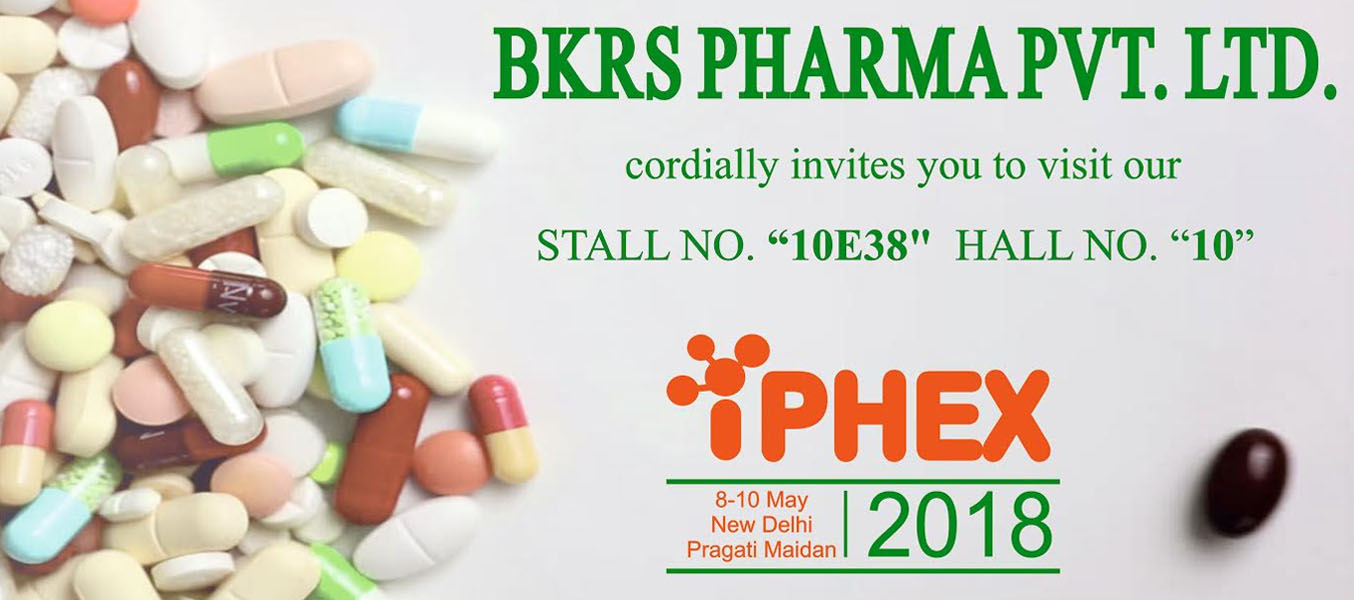 BKRS PHARMA PVT. LTD.
cordially invites you to visit our
STALL NO. “10E38" HALL NO. “10”
iPHEX
8-10 May
New Delhi
Pragati Maidan
2018